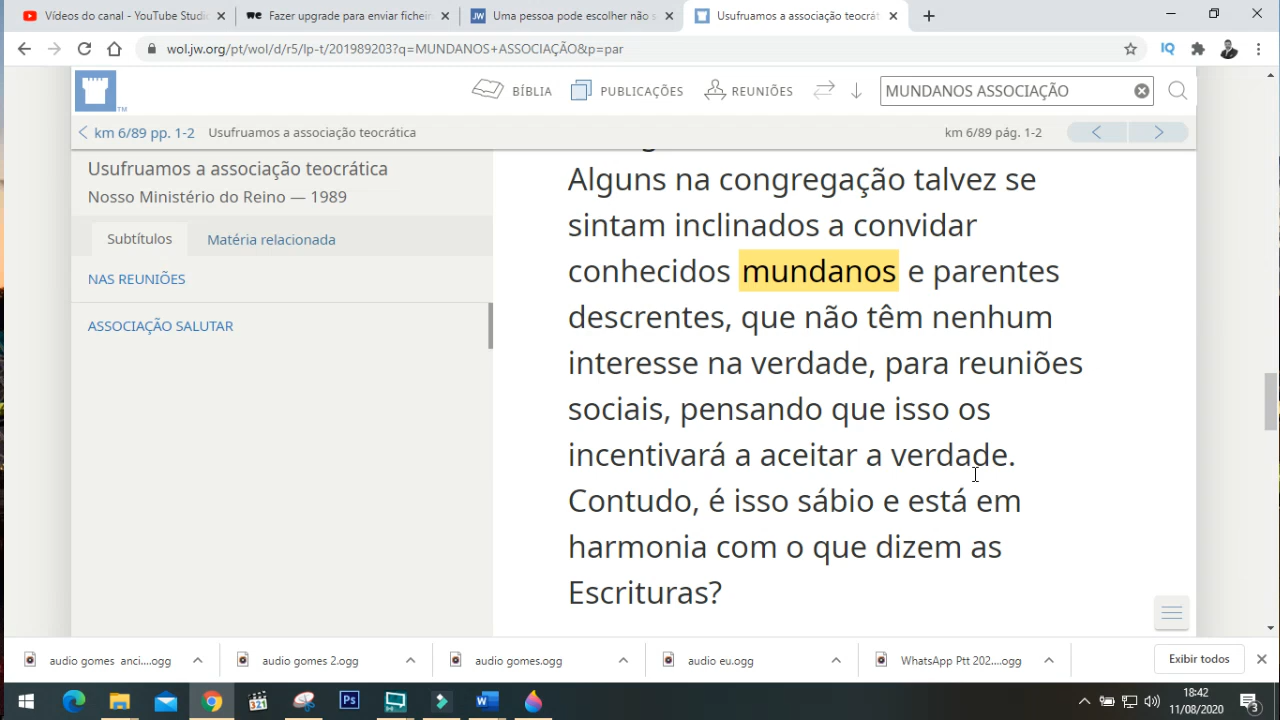 Vídeos do canal - YouTube Studio
Fazer upgrade para enviar ficheir
Uma pessoa pode escolher não s
Usufruamos a associação teocrát
wol.jw.org/pt/wol/d/r5/lp-t/201989203?q=MUNDANOS+ASSOCIAÇÃO&p=par
IQ
BÍBLIA
PUBLICAÇÕES
REUNIÕES
MUNDANOS ASSOCIAÇÃO
TM
km 6/89 pp. 1-2 Usufruamos a associação teocrática
km 6/89 pág. 1-2
Usufruamos a associação teocrática
Nosso Ministério do Reino — 1989
Subtítulos
Matéria relacionada
NAS REUNIÕES
ASSOCIAÇÃO SALUTAR
Alguns na congregação talvez se
sintam inclinados a convidar
conhecidos mundanos e parentes
descrentes, que não têm nenhum
interesse na verdade, para reuniões
sociais, pensando que isso os
incentivará a aceitar a verdade.
Contudo, é isso sábio e está em
harmonia com o que dizem as
Escrituras?
audio gomes anci....ogg
audio gomes 2.ogg
audio gomes.ogg
audio eu.ogg
WhatsApp Ptt 202....ogg
Exibir todos
18:42
11/08/2020
3